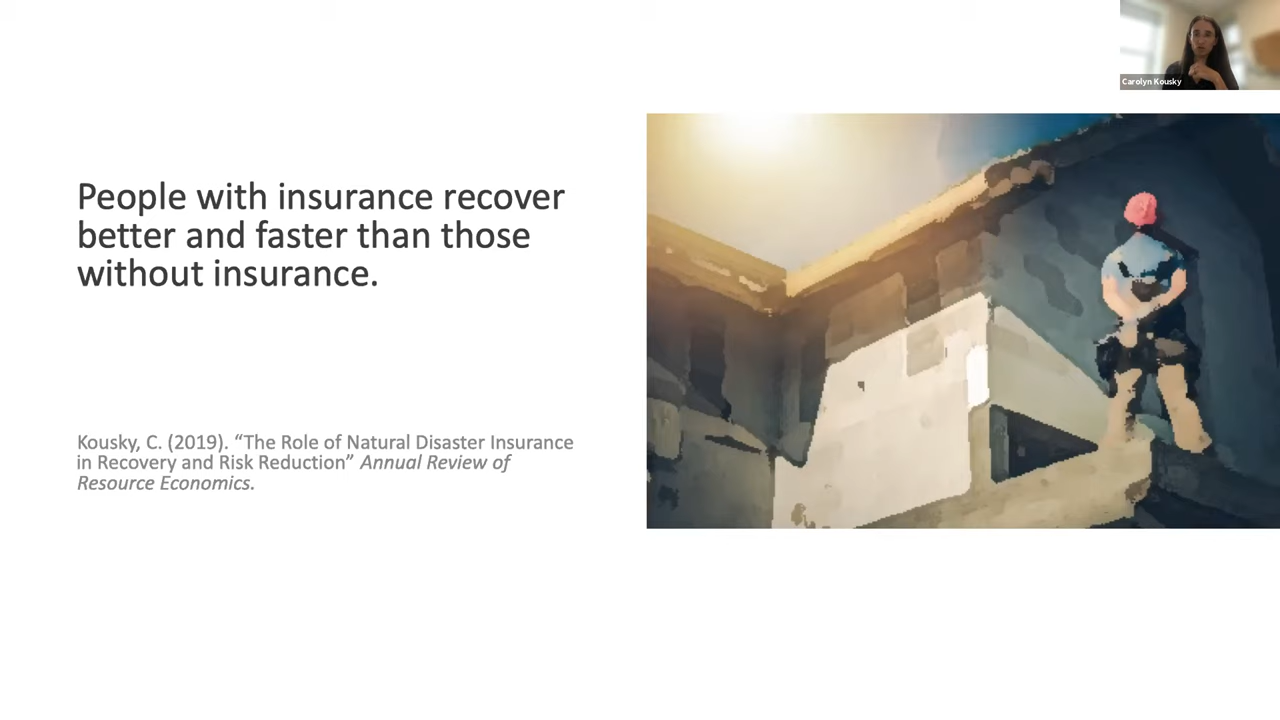 Carolyn Kousky
People with insurance recover
better and faster than those
without insurance.
Kousky, C. (2019). “The Role of Natural Disaster Insurance
in Recovery and Risk Reduction” Annual Review of
Resource Economics.